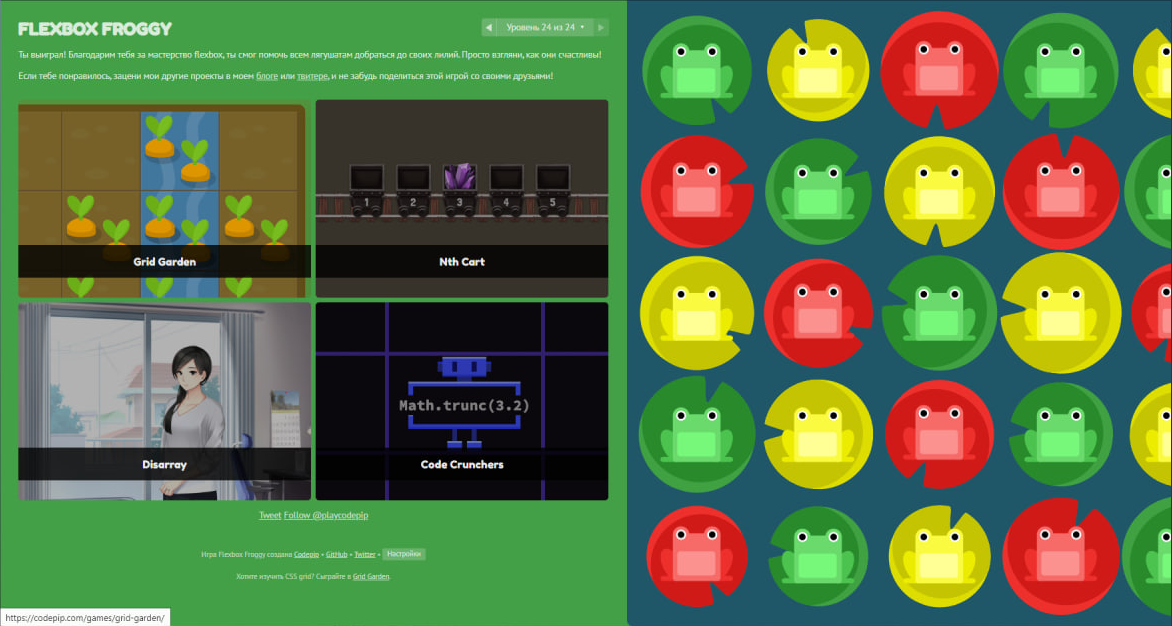 FLEXBOX FROGGY
Уровень 24 из 24
Ты выиграл! Благодарим тебя за мастерство flexbox, ты смог помочь всем лягушатам добраться до своих лилий. Просто взгляни, как они счастливы!
Если тебе понравилось, зацени мои другие проекты в моем блоге или твитере, и не забудь поделиться этой игрой со своими друзьями!
Grid Garden
1 2 3 4 5
Nth Cart
Disarray
Math.trunc(3.2)
Code Crunchers
Tweet Follow @playcodepip
Игра Flexbox Froggy создана Codepip • GitHub • Twitter • Настройки
Хотите изучить CSS grid? Сыграйте в Grid Garden.
https://codepip.com/games/grid-garden/